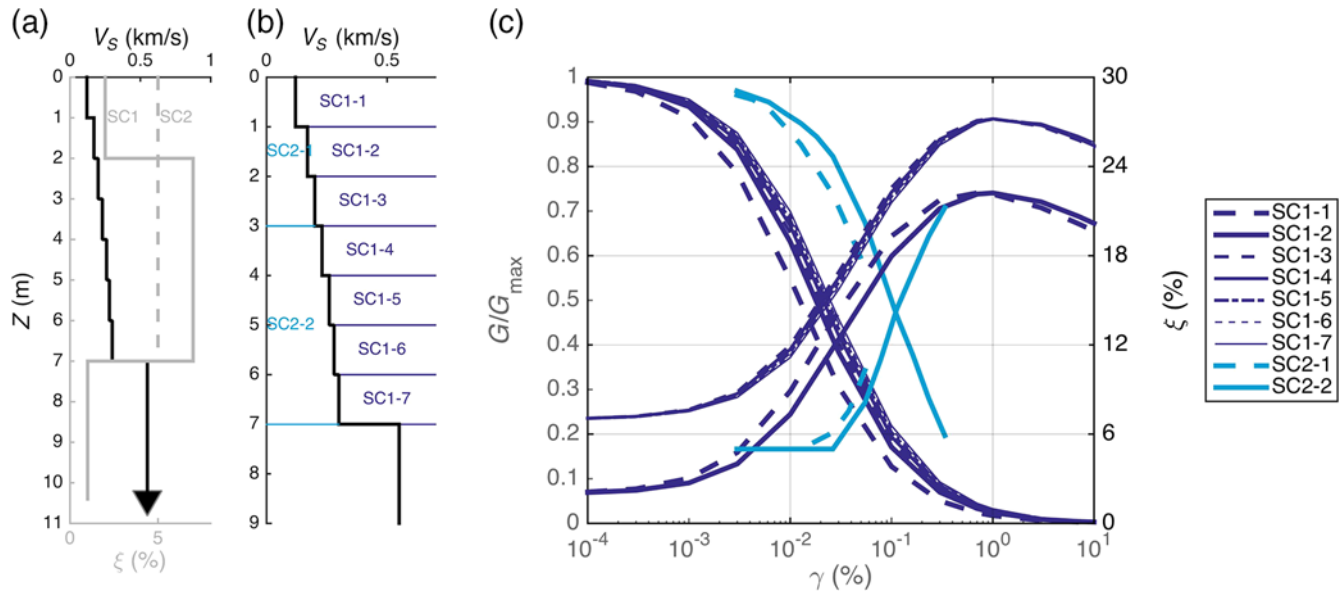 (a)
V_S (km/s)
0 0.5 1
SC1 SC2
0
1
2
3
4
5
6
7
8
9
10
11
Z (m)
0 5
ξ (%)
(b)
V_S (km/s)
0 0.5
0
1
2
3
4
5
6
7
8
9
SC1-1
SC2-1 SC1-2
SC1-3
SC1-4
SC2-2 SC1-5
SC1-6
SC1-7
(c)
1
0.9
0.8
0.7
0.6
0.5
0.4
0.3
0.2
0.1
0
G/G_max
10^-4 10^-3 10^-2 10^-1 10^0 10^1
γ (%)
30
24
18
12
6
0
ξ (%)
SC1-1
SC1-2
SC1-3
SC1-4
SC1-5
SC1-6
SC1-7
SC2-1
SC2-2